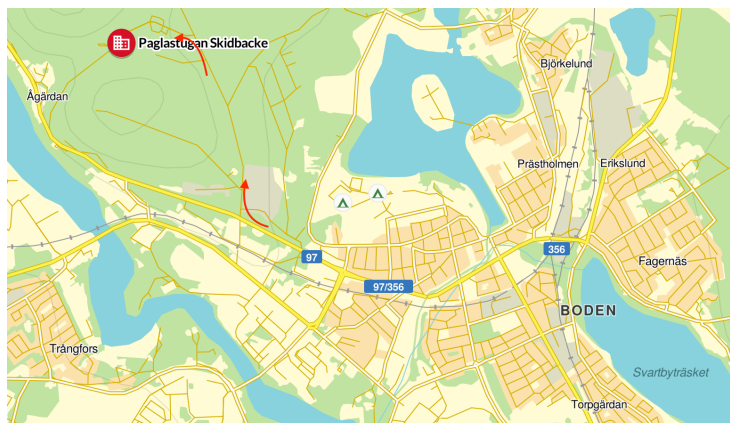 Paglastugan Skidbacke
Björkelund
Ågärdan
Prästholmen
Erikslund
356
97
Fagernäs
97/356
BODEN
Trångfors
Svartbyträsket
Torpgärdan